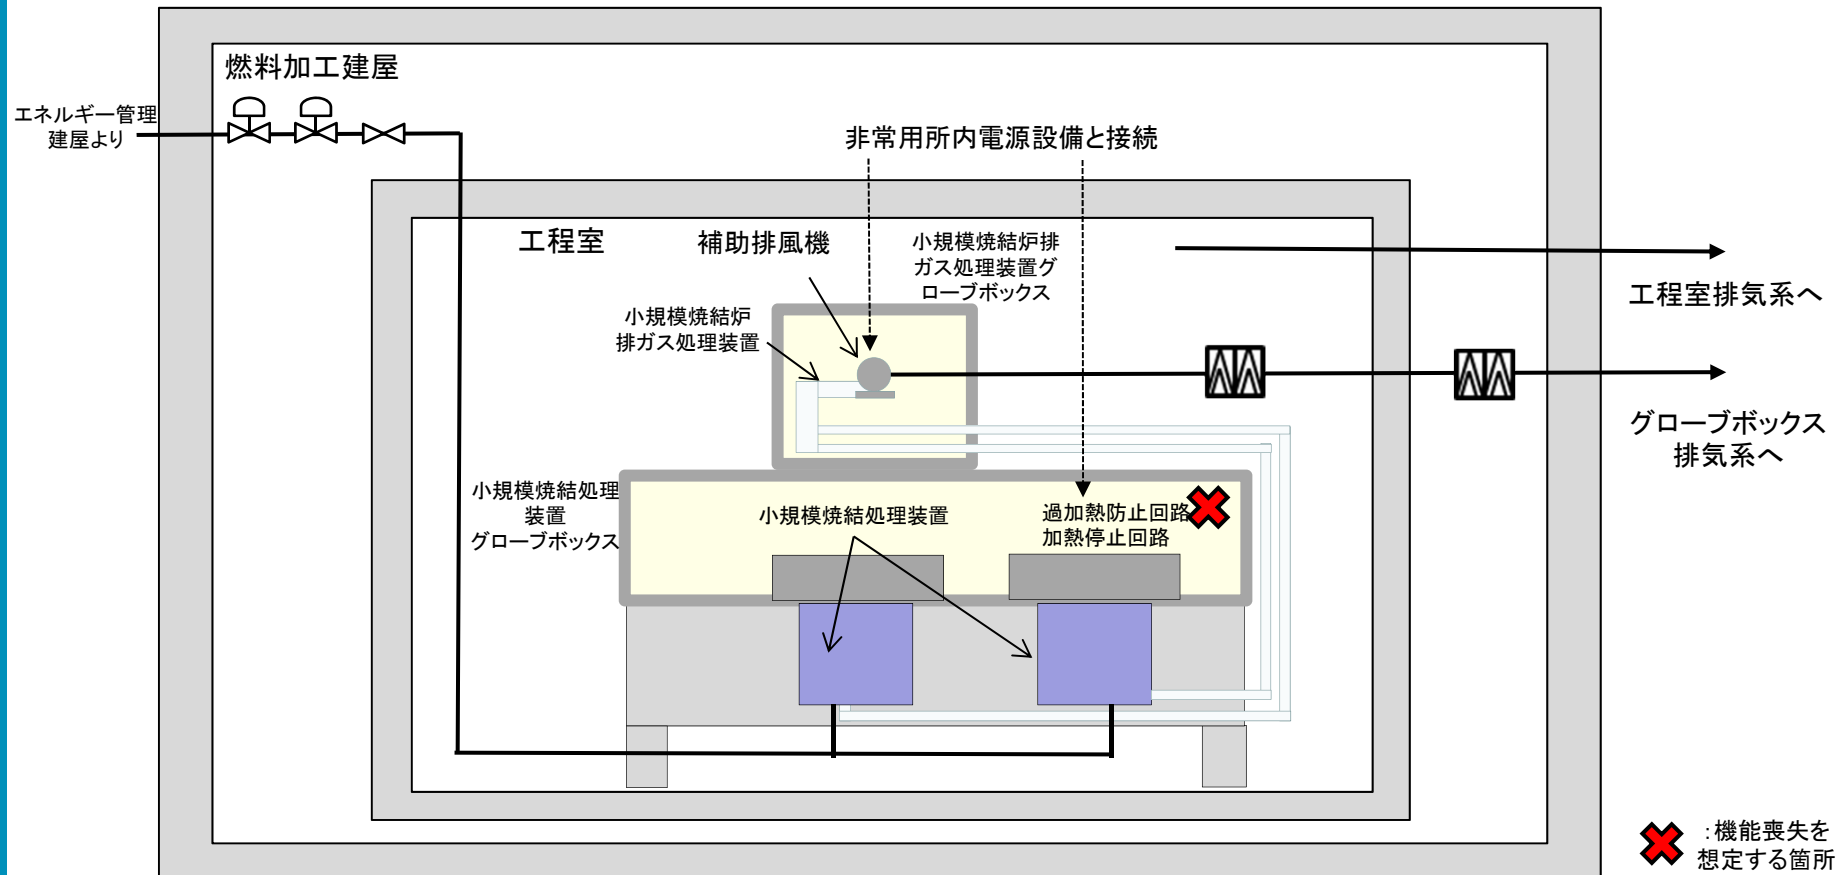 燃料加工建屋
エネルギー管理
建屋より
非常用所内電源設備と接続
工程室
補助排風機
小規模焼結炉排
ガス処理装置グ
ローブボックス
工程室排気系へ
小規模焼結炉
排ガス処理装置
グローブボックス
排気系へ
小規模焼結処理
装置
グローブボックス
小規模焼結処理装置
過加熱防止回路
加熱停止回路
:機能喪失を
想定する箇所